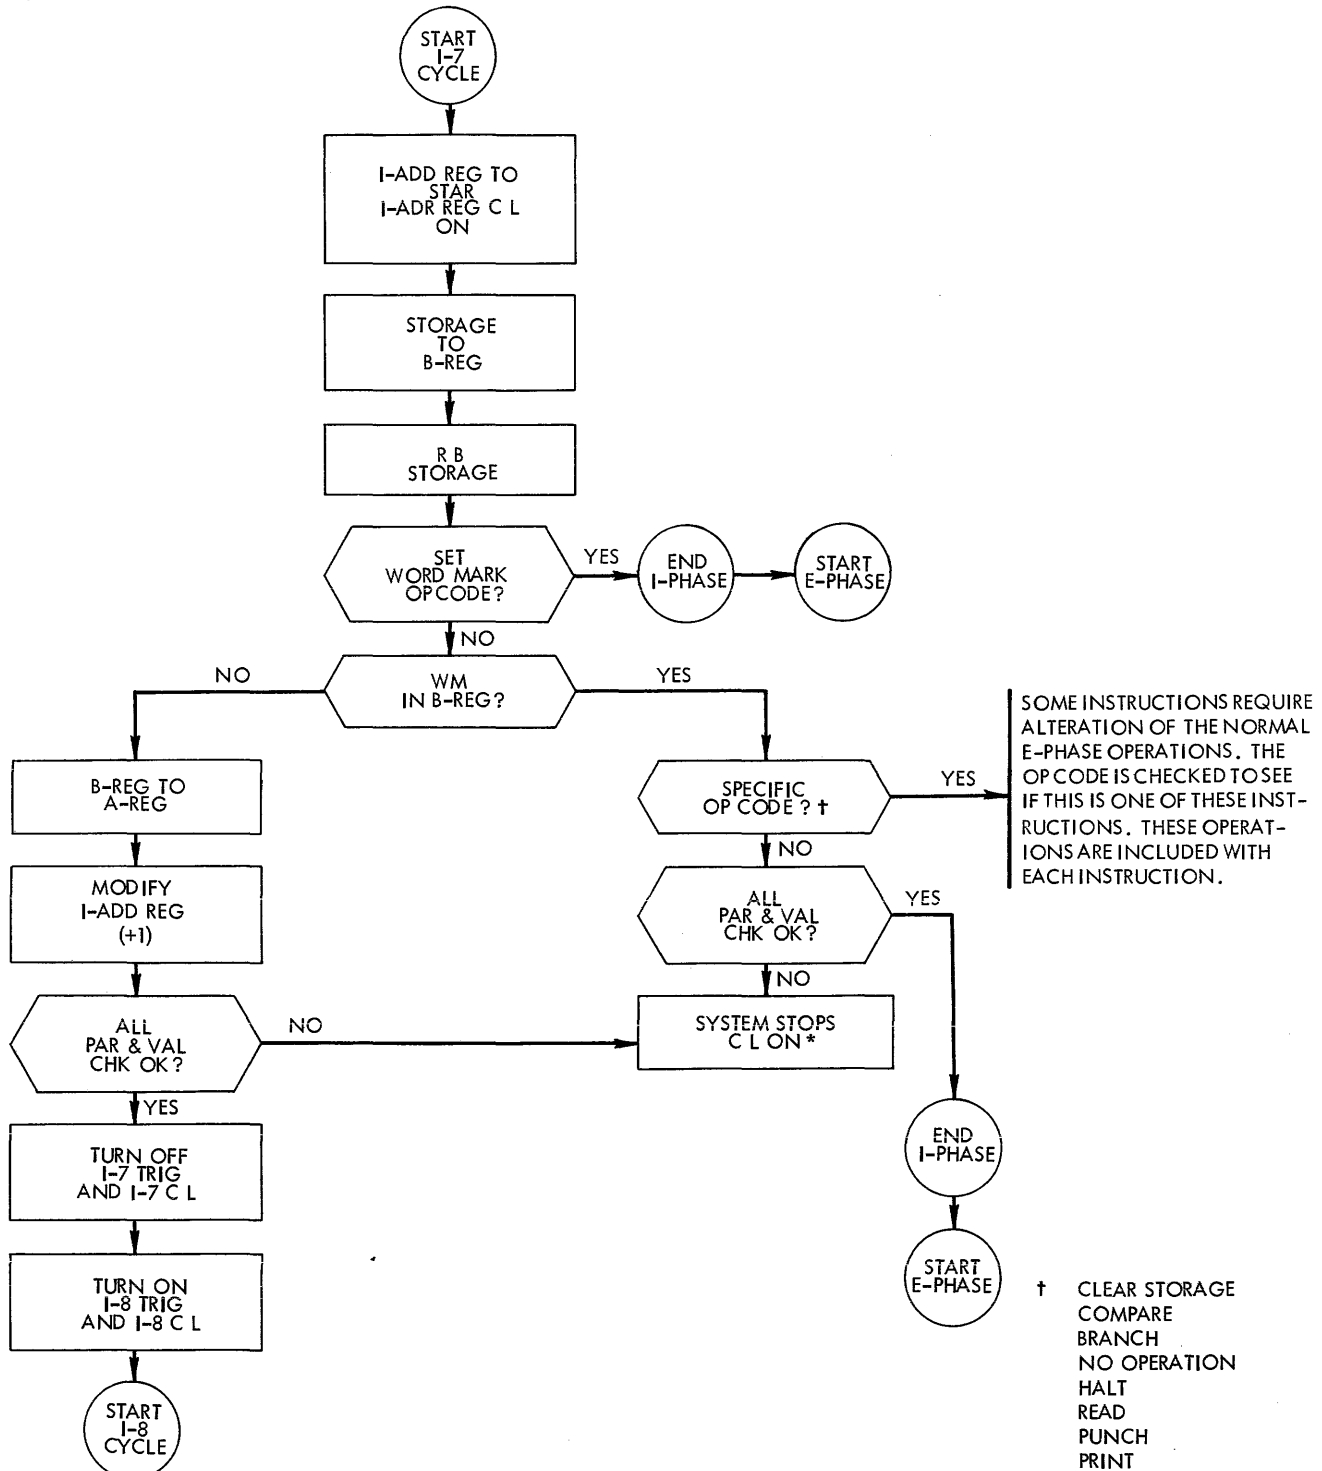 START
I-7
CYCLE
I-ADD REG TO
STAR
I-ADR REG C L
ON
STORAGE
TO
B-REG
R B
STORAGE
SET
WORD MARK
OP CODE?
YES
END
I-PHASE
START
E-PHASE
NO
WM
IN B-REG?
NO
YES
B-REG TO
A-REG
MODIFY
I-ADD REG
(+1)
ALL
PAR & VAL
CHK OK?
NO
YES
TURN OFF
I-7 TRIG
AND I-7 C L
TURN ON
I-8 TRIG
AND I-8 C L
START
I-8
CYCLE
SPECIFIC
OP CODE? †
YES
SOME INSTRUCTIONS REQUIRE
ALTERATION OF THE NORMAL
E-PHASE OPERATIONS. THE
OP CODE IS CHECKED TO SEE
IF THIS IS ONE OF THESE INST-
RUCTIONS. THESE OPERAT-
IONS ARE INCLUDED WITH
EACH INSTRUCTION.
NO
ALL
PAR & VAL
CHK OK?
YES
NO
SYSTEM STOPS
C L ON *
END
I-PHASE
START
E-PHASE
† CLEAR STORAGE
COMPARE
BRANCH
NO OPERATION
HALT
READ
PUNCH
PRINT